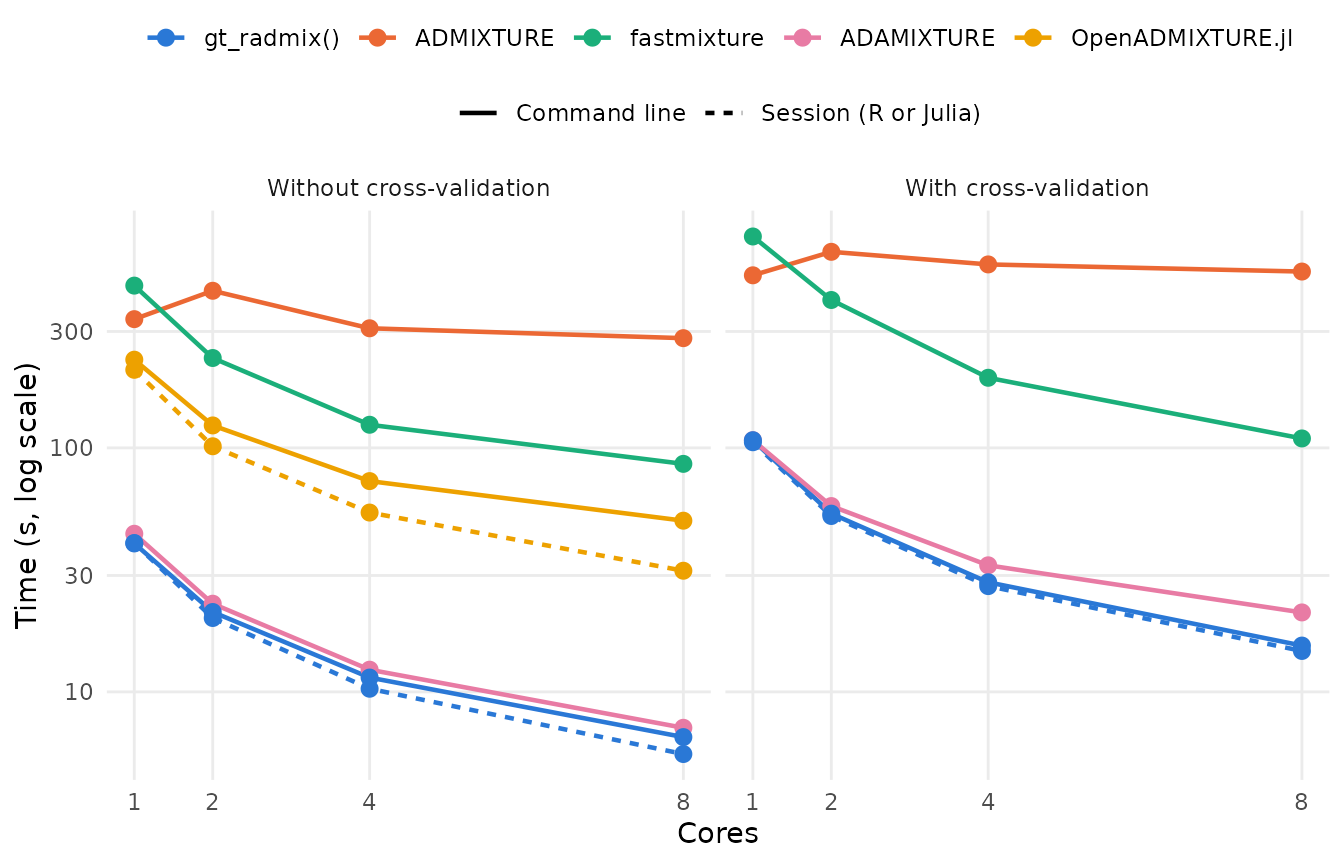 gt_radmix() ADMIXTURE fastmixture ADAMIXTURE OpenADMIXTURE.jl
Command line Session (R or Julia)
Without cross-validation With cross-validation
Time (s, log scale)
300
100
30
10
1 2 4 8 1 2 4 8
Cores